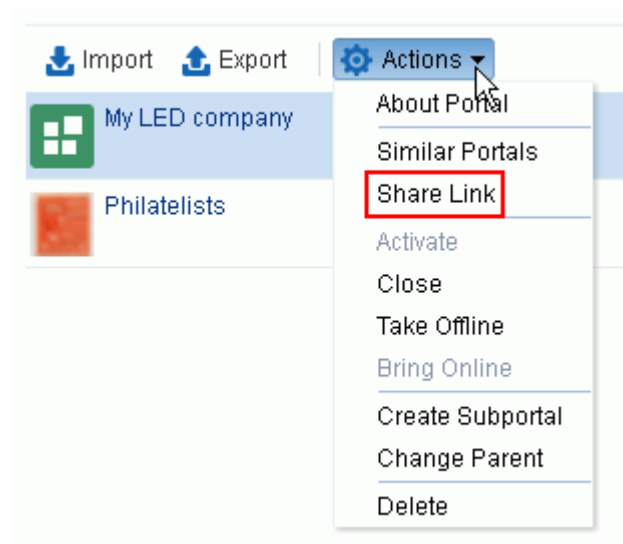 Import Export Actions
My LED company
Philatelists
About Portal
Similar Portals
Share Link
Activate
Close
Take Offline
Bring Online
Create Subportal
Change Parent
Delete